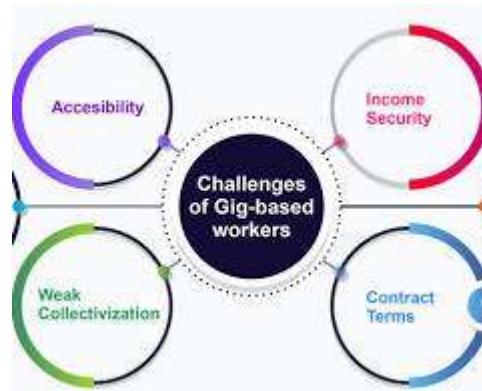 Accesibility
Income
Security
Challenges
of Gig-based
workers
Weak
Collectivization
Contract
Terms